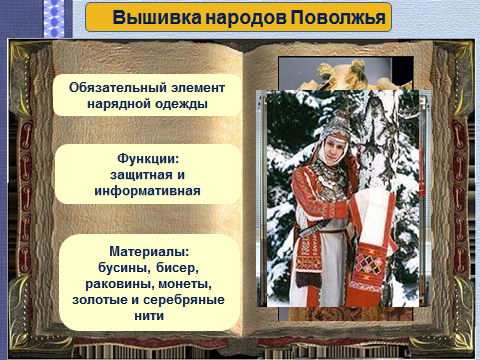 Вышивка народов Поволжья
Обязательный элемент
нарядной одежды
Функции:
защитная и
информативная
Материалы:
бусины, бисер,
раковины, монеты,
золотые и серебряные
нити